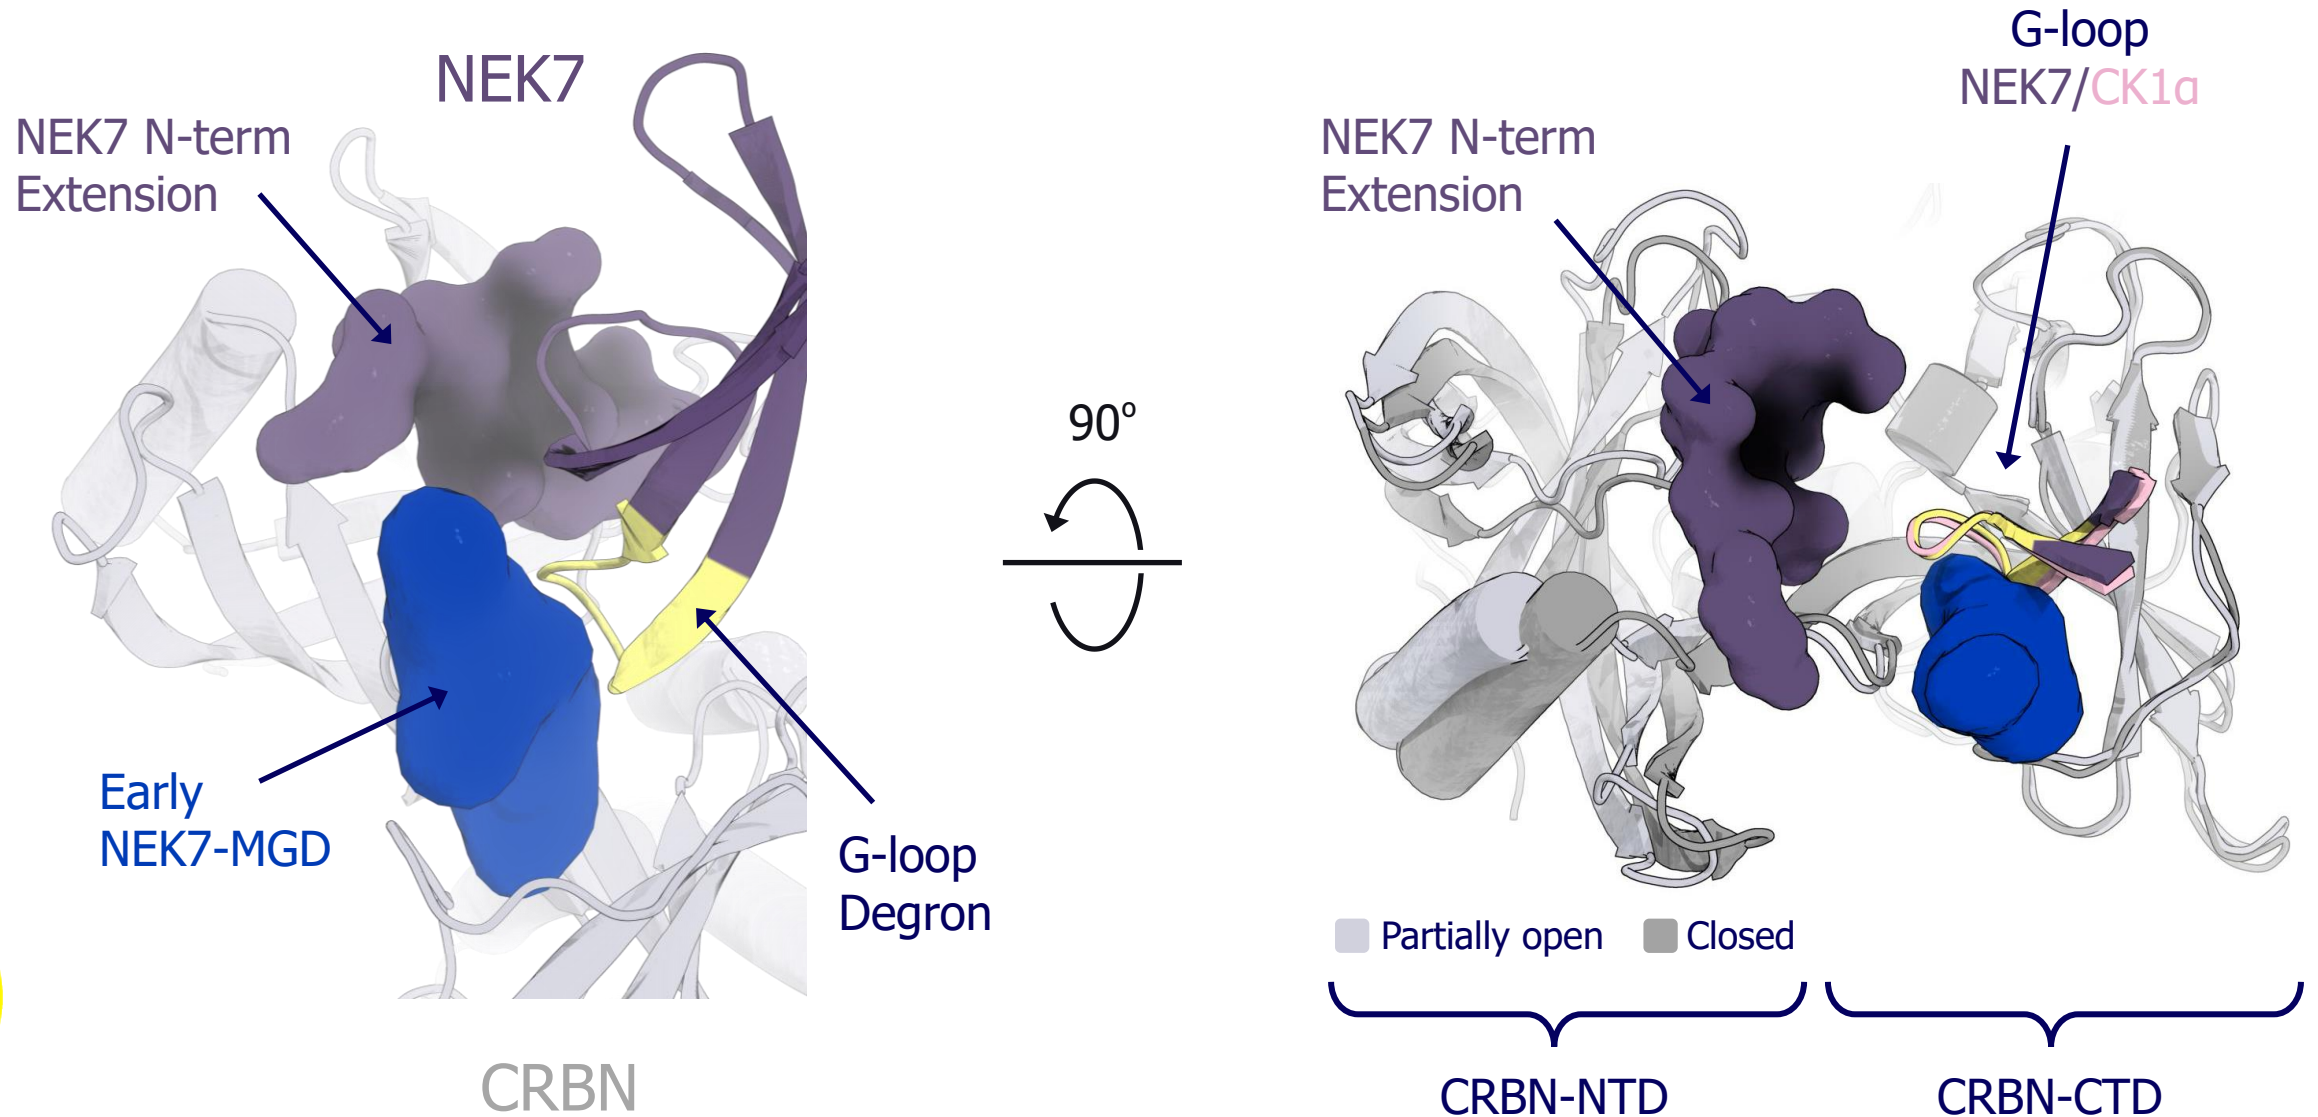 NEK7
NEK7 N-term
Extension
Early
NEK7-MGD
G-loop
Degron
CRBN
90°
G-loop
NEK7/CK1α
NEK7 N-term
Extension
Partially open
Closed
CRBN-NTD
CRBN-CTD